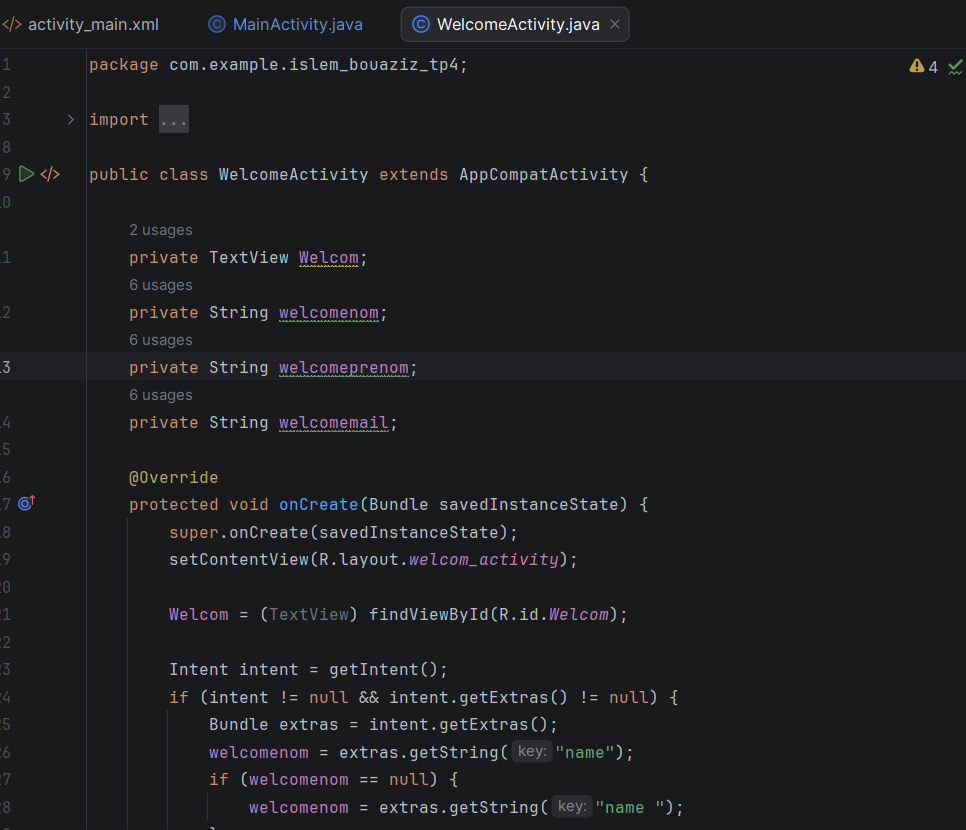 activity_main.xml MainActivity.java WelcomeActivity.java
1 package com.example.islem_bouaziz_tp4; 4
2
3 import ...
8
9 public class WelcomeActivity extends AppCompatActivity {
0
2 usages
1 private TextView Welcom;
6 usages
2 private String welcomenom;
6 usages
3 private String welcomeprenom;
6 usages
4 private String welcomemail;
5
6 @Override
7 protected void onCreate(Bundle savedInstanceState) {
8 super.onCreate(savedInstanceState);
9 setContentView(R.layout.welcom_activity);
0
1 Welcom = (TextView) findViewById(R.id.Welcom);
2
3 Intent intent = getIntent();
4 if (intent != null && intent.getExtras() != null) {
5 Bundle extras = intent.getExtras();
6 welcomenom = extras.getString( key: "name");
7 if (welcomenom == null) {
8 welcomenom = extras.getString( key: "name ");